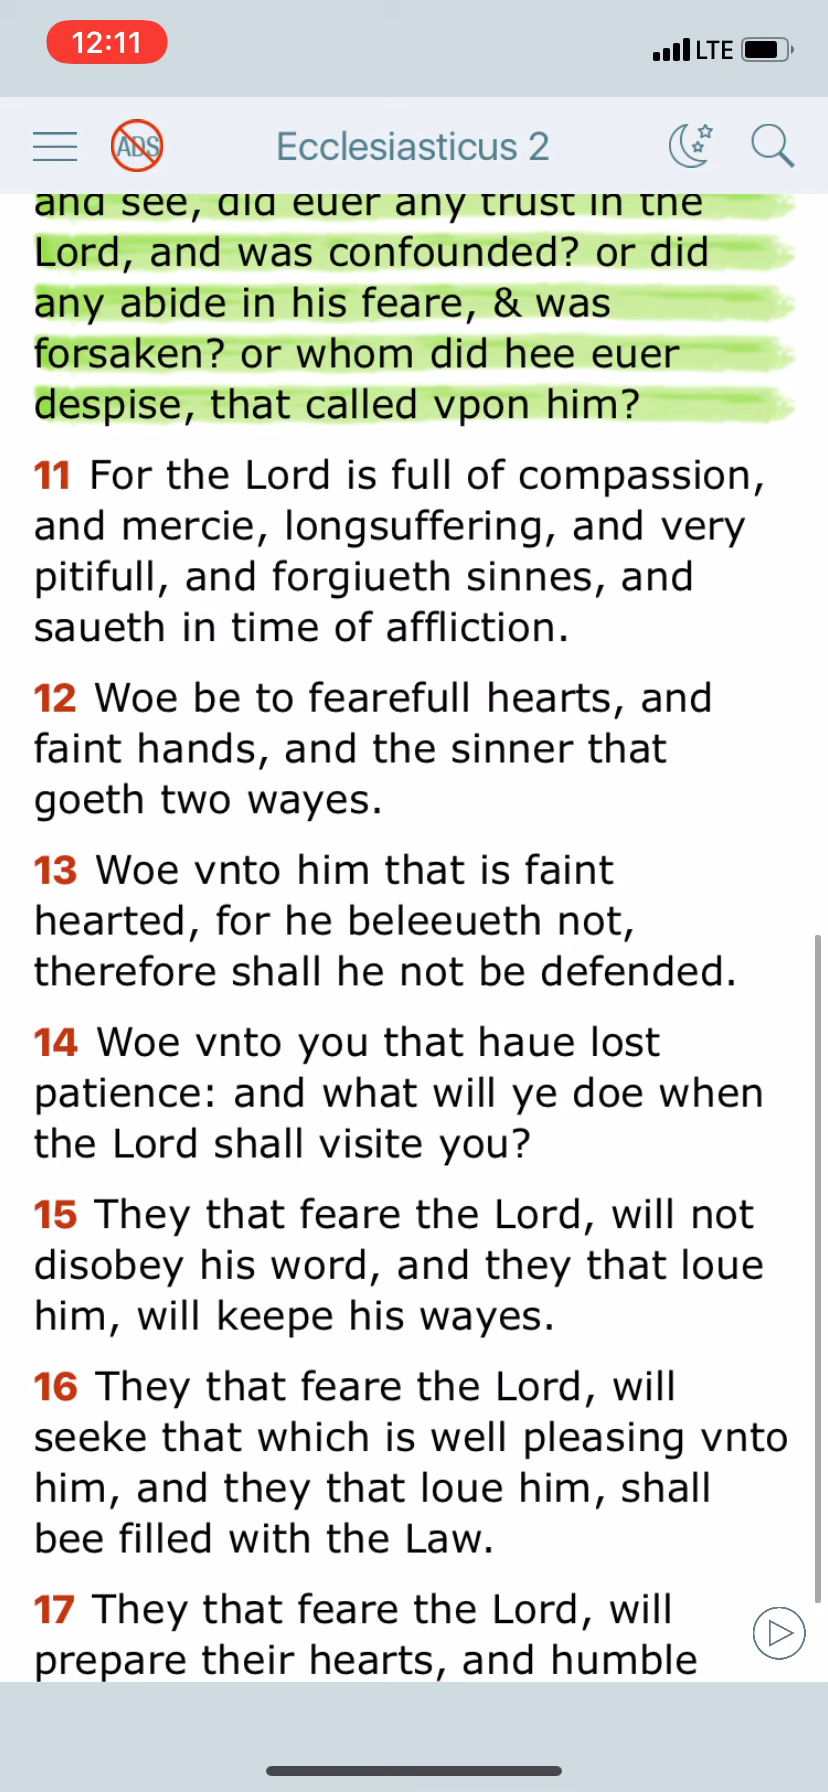 12:11
LTE
ADS
Ecclesiasticus 2
and see, did euer any trust in the
Lord, and was confounded? or did
any abide in his feare, & was
forsaken? or whom did hee euer
despise, that called vpon him?
11 For the Lord is full of compassion,
and mercie, longsuffering, and very
pitifull, and forgiueth sinnes, and
saueth in time of affliction.
12 Woe be to fearefull hearts, and
faint hands, and the sinner that
goeth two wayes.
13 Woe vnto him that is faint
hearted, for he beleeueth not,
therefore shall he not be defended.
14 Woe vnto you that haue lost
patience: and what will ye doe when
the Lord shall visite you?
15 They that feare the Lord, will not
disobey his word, and they that loue
him, will keepe his wayes.
16 They that feare the Lord, will
seeke that which is well pleasing vnto
him, and they that loue him, shall
bee filled with the Law.
17 They that feare the Lord, will
prepare their hearts, and humble